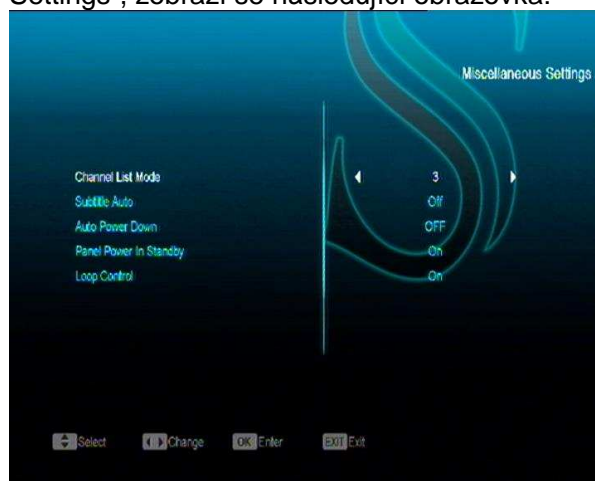 Settings", zobrazí se následující obrazovka:
Miscellaneous Settings
Channel List Mode 3
Subtitle Auto Off
Auto Power Down OFF
Panel Power In Standby On
Loop Control On
Select Change OK Enter EXIT Exit